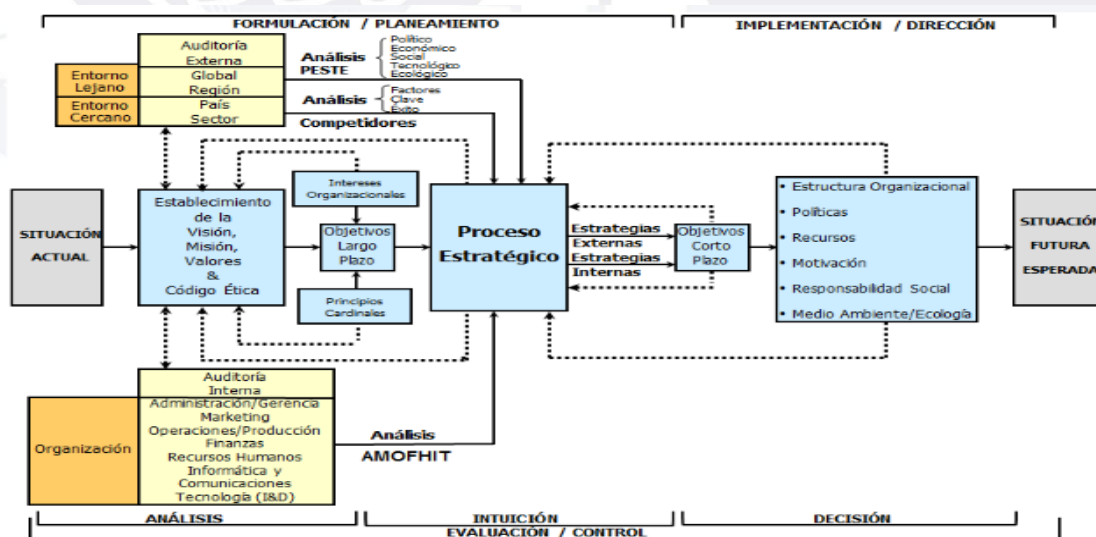 FORMULACIÓN / PLANEAMIENTO
IMPLEMENTACIÓN / DIRECCIÓN
Auditoría
Externa
Entorno
Lejano
Global
Región
Entorno
Cercano
País
Sector
Análisis
PESTE
Político
Económico
Social
Tecnológico
Ecológico
Análisis
Competidores
Factores
Clave
Éxito
SITUACIÓN
ACTUAL
Establecimiento
de la
Visión,
Misión,
Valores
&
Código Ética
Intereses
Organizacionales
Objetivos
Largo
Plazo
Principios
Cardinales
Proceso
Estratégico
Estrategias
Externas
Estrategias
Internas
Objetivos
Corto
Plazo
• Estructura Organizacional
• Políticas
• Recursos
• Motivación
• Responsabilidad Social
• Medio Ambiente/Ecología
SITUACIÓN
FUTURA
ESPERADA
Organización
Auditoría
Interna
Administración/Gerencia
Marketing
Operaciones/Producción
Finanzas
Recursos Humanos
Informática y
Comunicaciones
Tecnología (I&D)
Análisis
AMOFHIT
ANÁLISIS
INTUICIÓN
DECISIÓN
EVALUACIÓN / CONTROL